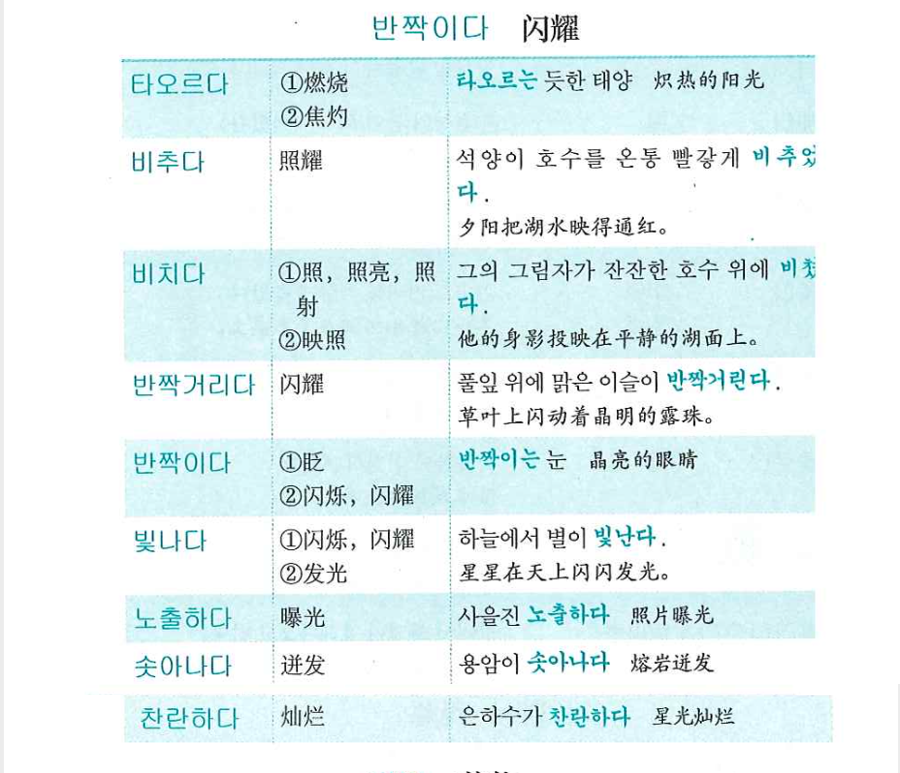 반짝이다 闪耀
타오르다 ①燃烧 타오르는 듯한 태양 炽热的阳光
②焦灼
비추다 照耀 석양이 호수를 온통 빨갛게 비추었
다.
夕阳把湖水映得通红。
비치다 ①照，照亮，照 그의 그림자가 잔잔한 호수 위에 비쳤
射 다.
②映照 他的身影投映在平静的湖面上。
반짝거리다 闪耀 풀잎 위에 맑은 이슬이 반짝거린다.
草叶上闪动着晶明的露珠。
반짝이다 ①眨 반짝이는 눈 晶亮的眼睛
②闪烁，闪耀
빛나다 ①闪烁，闪耀 하늘에서 별이 빛난다.
②发光 星星在天上闪闪发光。
노출하다 曝光 사을진 노출하다 照片曝光
솟아나다 迸发 용암이 솟아나다 熔岩迸发
찬란하다 灿烂 은하수가 찬란하다 星光灿烂